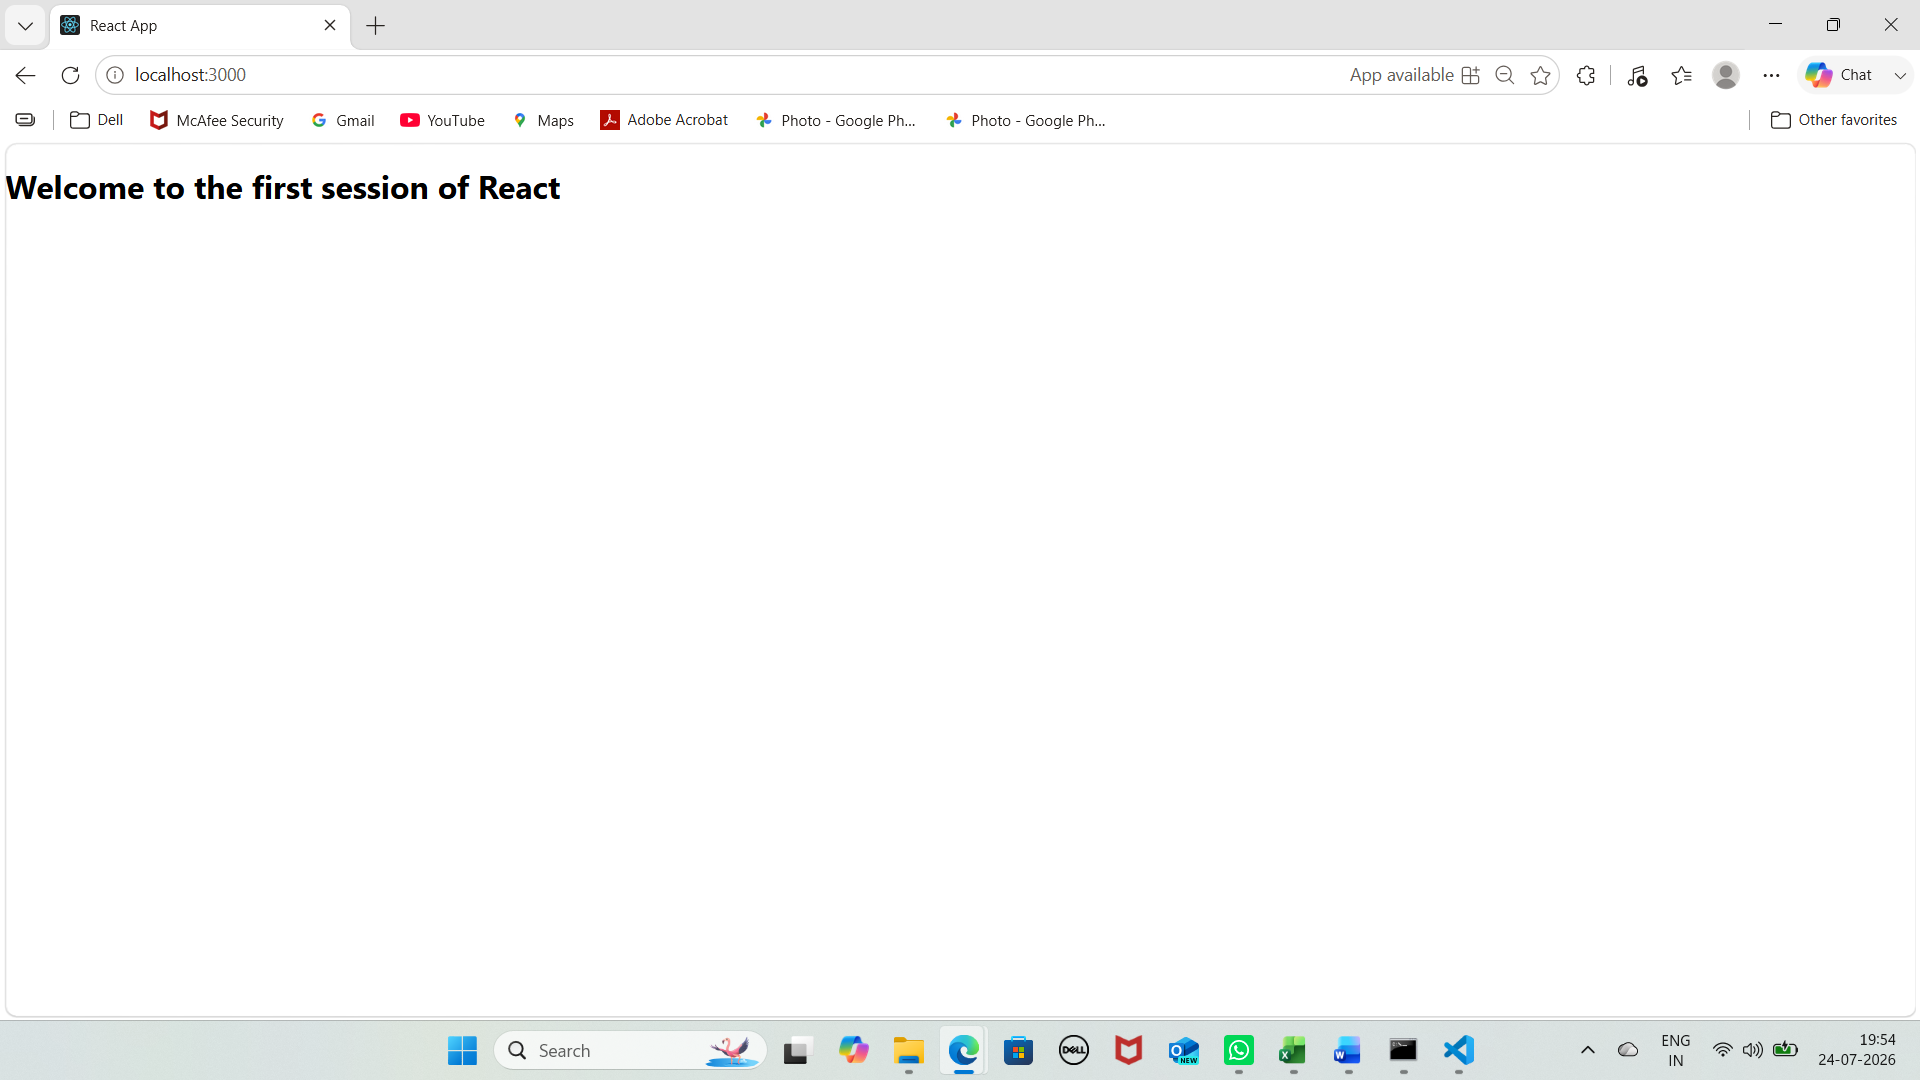 React App
localhost:3000
App available
Chat
Dell
McAfee Security
Gmail
YouTube
Maps
Adobe Acrobat
Photo - Google Ph...
Photo - Google Ph...
Other favorites
Welcome to the first session of React
Search
DELL
NEW
ENG
IN
19:54
24-07-2026